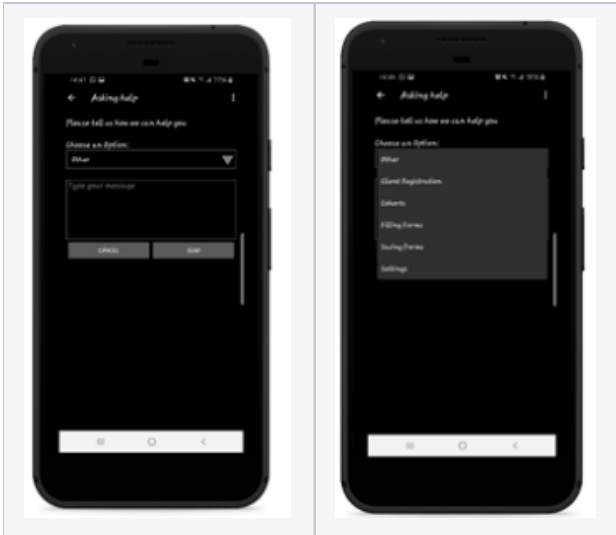 Asking help
Please tell us how we can help you
Choose an Option:
Other
Type your message
CANCEL
SEND
Asking help
Please tell us how we can help you
Choose an Option:
Other
Client Registration
Cohorts
Filling Forms
Saving Forms
Settings